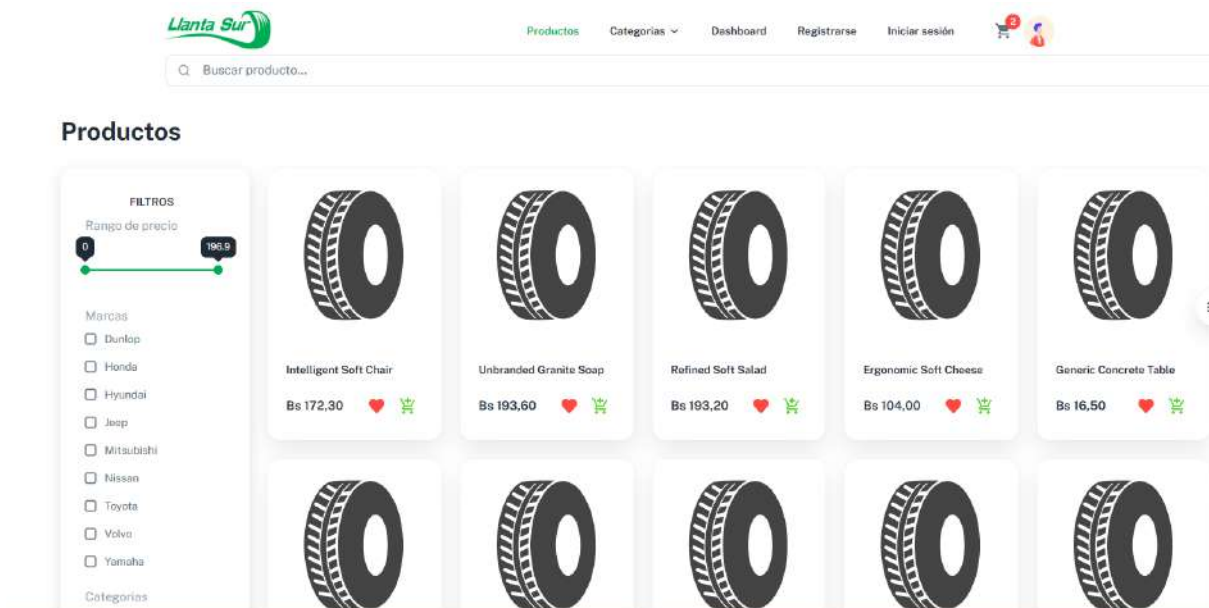 Llanta Sur
Productos Categorias Dashboard Registrarse Iniciar sesión 2
Buscar producto...
Productos
FILTROS
Rango de precio
0 196.9
Marcas
Dunlop
Honda
Hyundai
Jeep
Mitsubishi
Nissan
Toyota
Volvo
Yamaha
Categorias
Intelligent Soft Chair
Bs 172,30
Unbranded Granite Soap
Bs 193,60
Refined Soft Salad
Bs 193,20
Ergonomic Soft Cheese
Bs 104,00
Generic Concrete Table
Bs 16,50